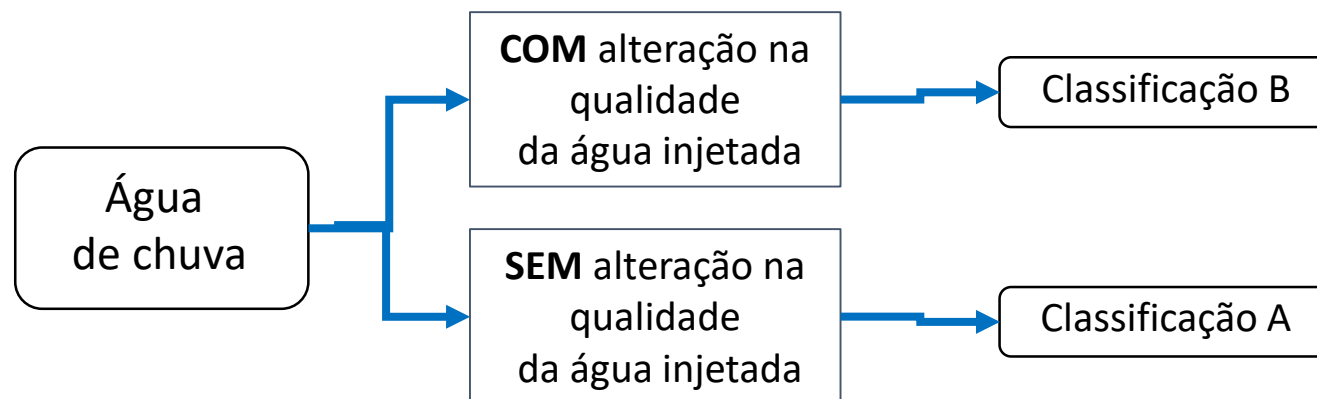 Água
de chuva
COM alteração na
qualidade
da água injetada
Classificação B
SEM alteração na
qualidade
da água injetada
Classificação A